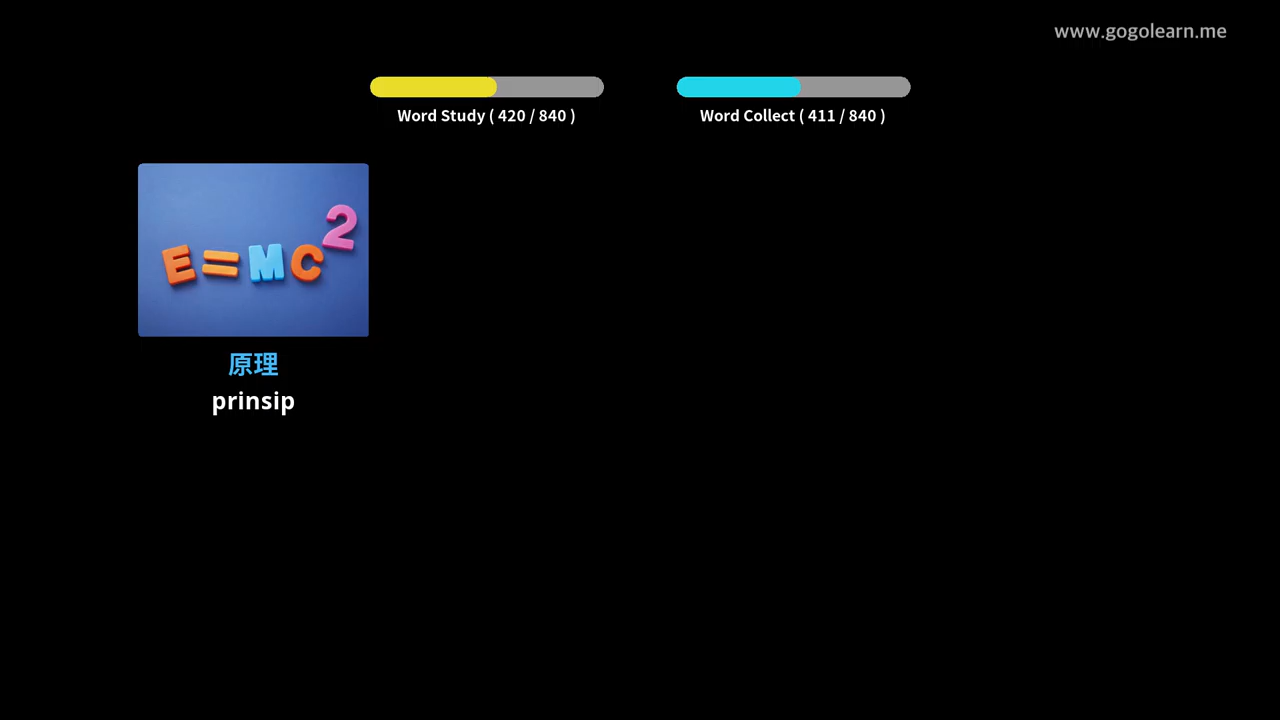 www.gogolearn.me
Word Study ( 420 / 840 )
Word Collect ( 411 / 840 )
E=MC2
原理
prinsip